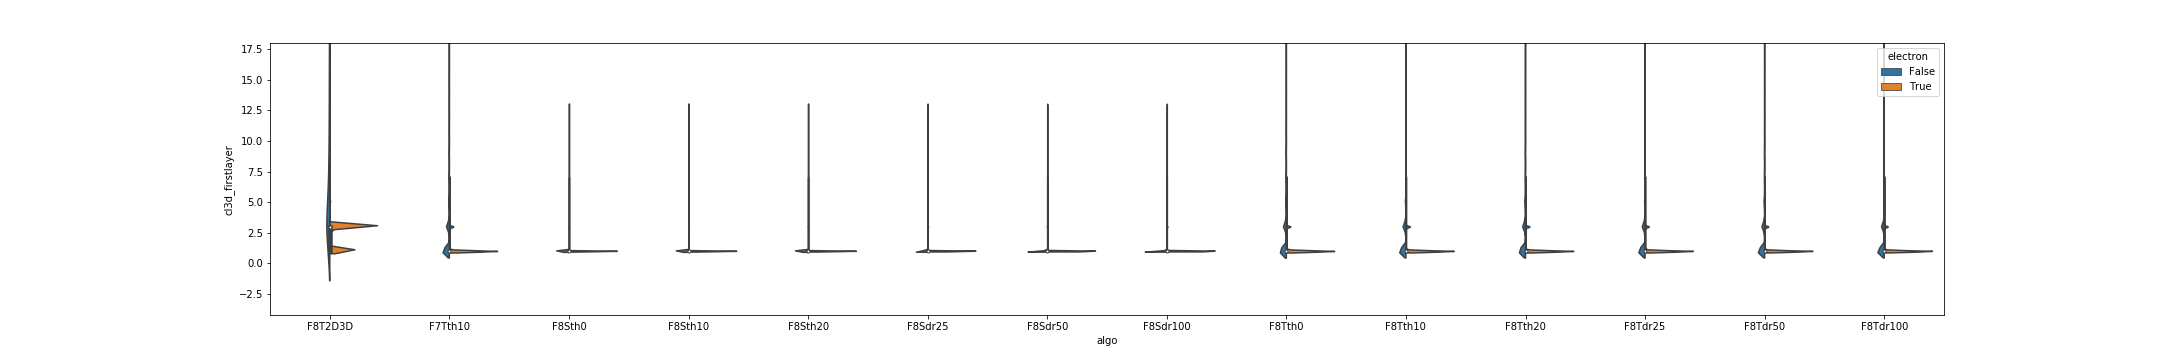 17.5
15.0
12.5
10.0
7.5
5.0
2.5
0.0
−2.5
cl3d_firstlayer
electron
False
True
F8T2D3D F7Tth10 F8Sth0 F8Sth10 F8Sth20 F8Sdr25 F8Sdr50 F8Sdr100 F8Tth0 F8Tth10 F8Tth20 F8Tdr25 F8Tdr50 F8Tdr100
algo